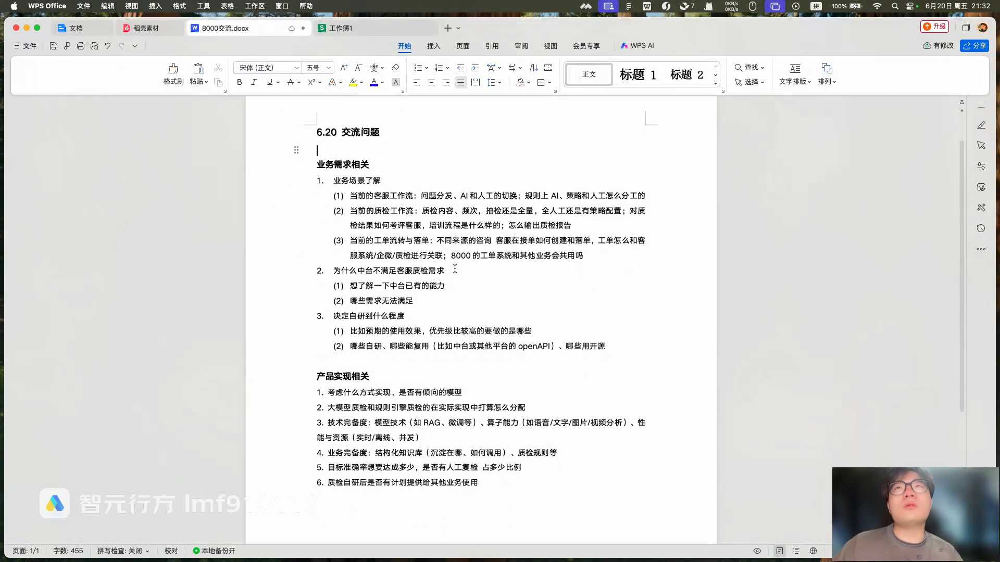 WPS Office 文件 编辑 视图 插入 格式 工具 表格 工作区 窗口 帮助 7 0KB/s 0KB/s 拼 100% 6月20日 周五 21:32
文档 稻壳素材 8000交流.docx 工作簿1 升级
文件 开始 插入 页面 引用 审阅 视图 会员专享 WPS AI 有修改 分享
格式刷 粘贴 宋体 (正文) 五号 正文 标题 1 标题 2 查找 选择 文字排版 排列
6.20 交流问题
业务需求相关
1. 业务场景了解
(1) 当前的客服工作流：问题分发、AI 和人工的切换；规则上 AI、策略和人工怎么分工的
(2) 当前的质检工作流：质检内容、频次，抽检还是全量，全人工还是有策略配置；对质
检结果如何考评客服，培训流程是什么样的；怎么输出质检报告
(3) 当前的工单流转与落单：不同来源的咨询 客服在接单如何创建和落单，工单怎么和客
服系统/企微/质检进行关联；8000 的工单系统和其他业务会共用吗
2. 为什么中台不满足客服质检需求
(1) 想了解一下中台已有的能力
(2) 哪些需求无法满足
3. 决定自研到什么程度
(1) 比如预期的使用效果，优先级比较高的要做的是哪些
(2) 哪些自研、哪些能复用（比如中台或其他平台的 openAPI）、哪些用开源
产品实现相关
1. 考虑什么方式实现，是否有倾向的模型
2. 大模型质检和规则引擎质检的在实际实现中打算怎么分配
3. 技术完备度：模型技术（如 RAG、微调等）、算子能力（如语音/文字/图片/视频分析）、性
能与资源（实时/离线、并发）
4. 业务完备度：结构化知识库（沉淀在哪、如何调用）、质检规则等
5. 目标准确率想要达成多少，是否有人工复检 占多少比例
6. 质检自研后是否有计划提供给其他业务使用
智元行方
页面: 1/1 字数: 455 拼写检查: 关闭 校对 本地备份开